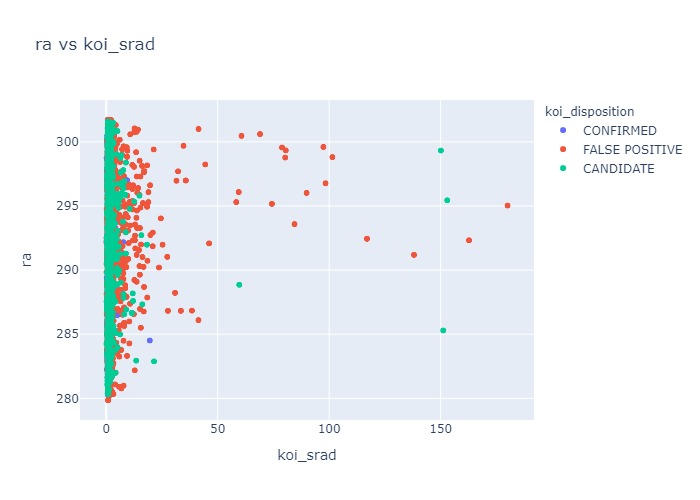 ra vs koi_srad
koi_disposition
CONFIRMED
FALSE POSITIVE
CANDIDATE
300
295
290
285
280
ra
0 50 100 150
koi_srad